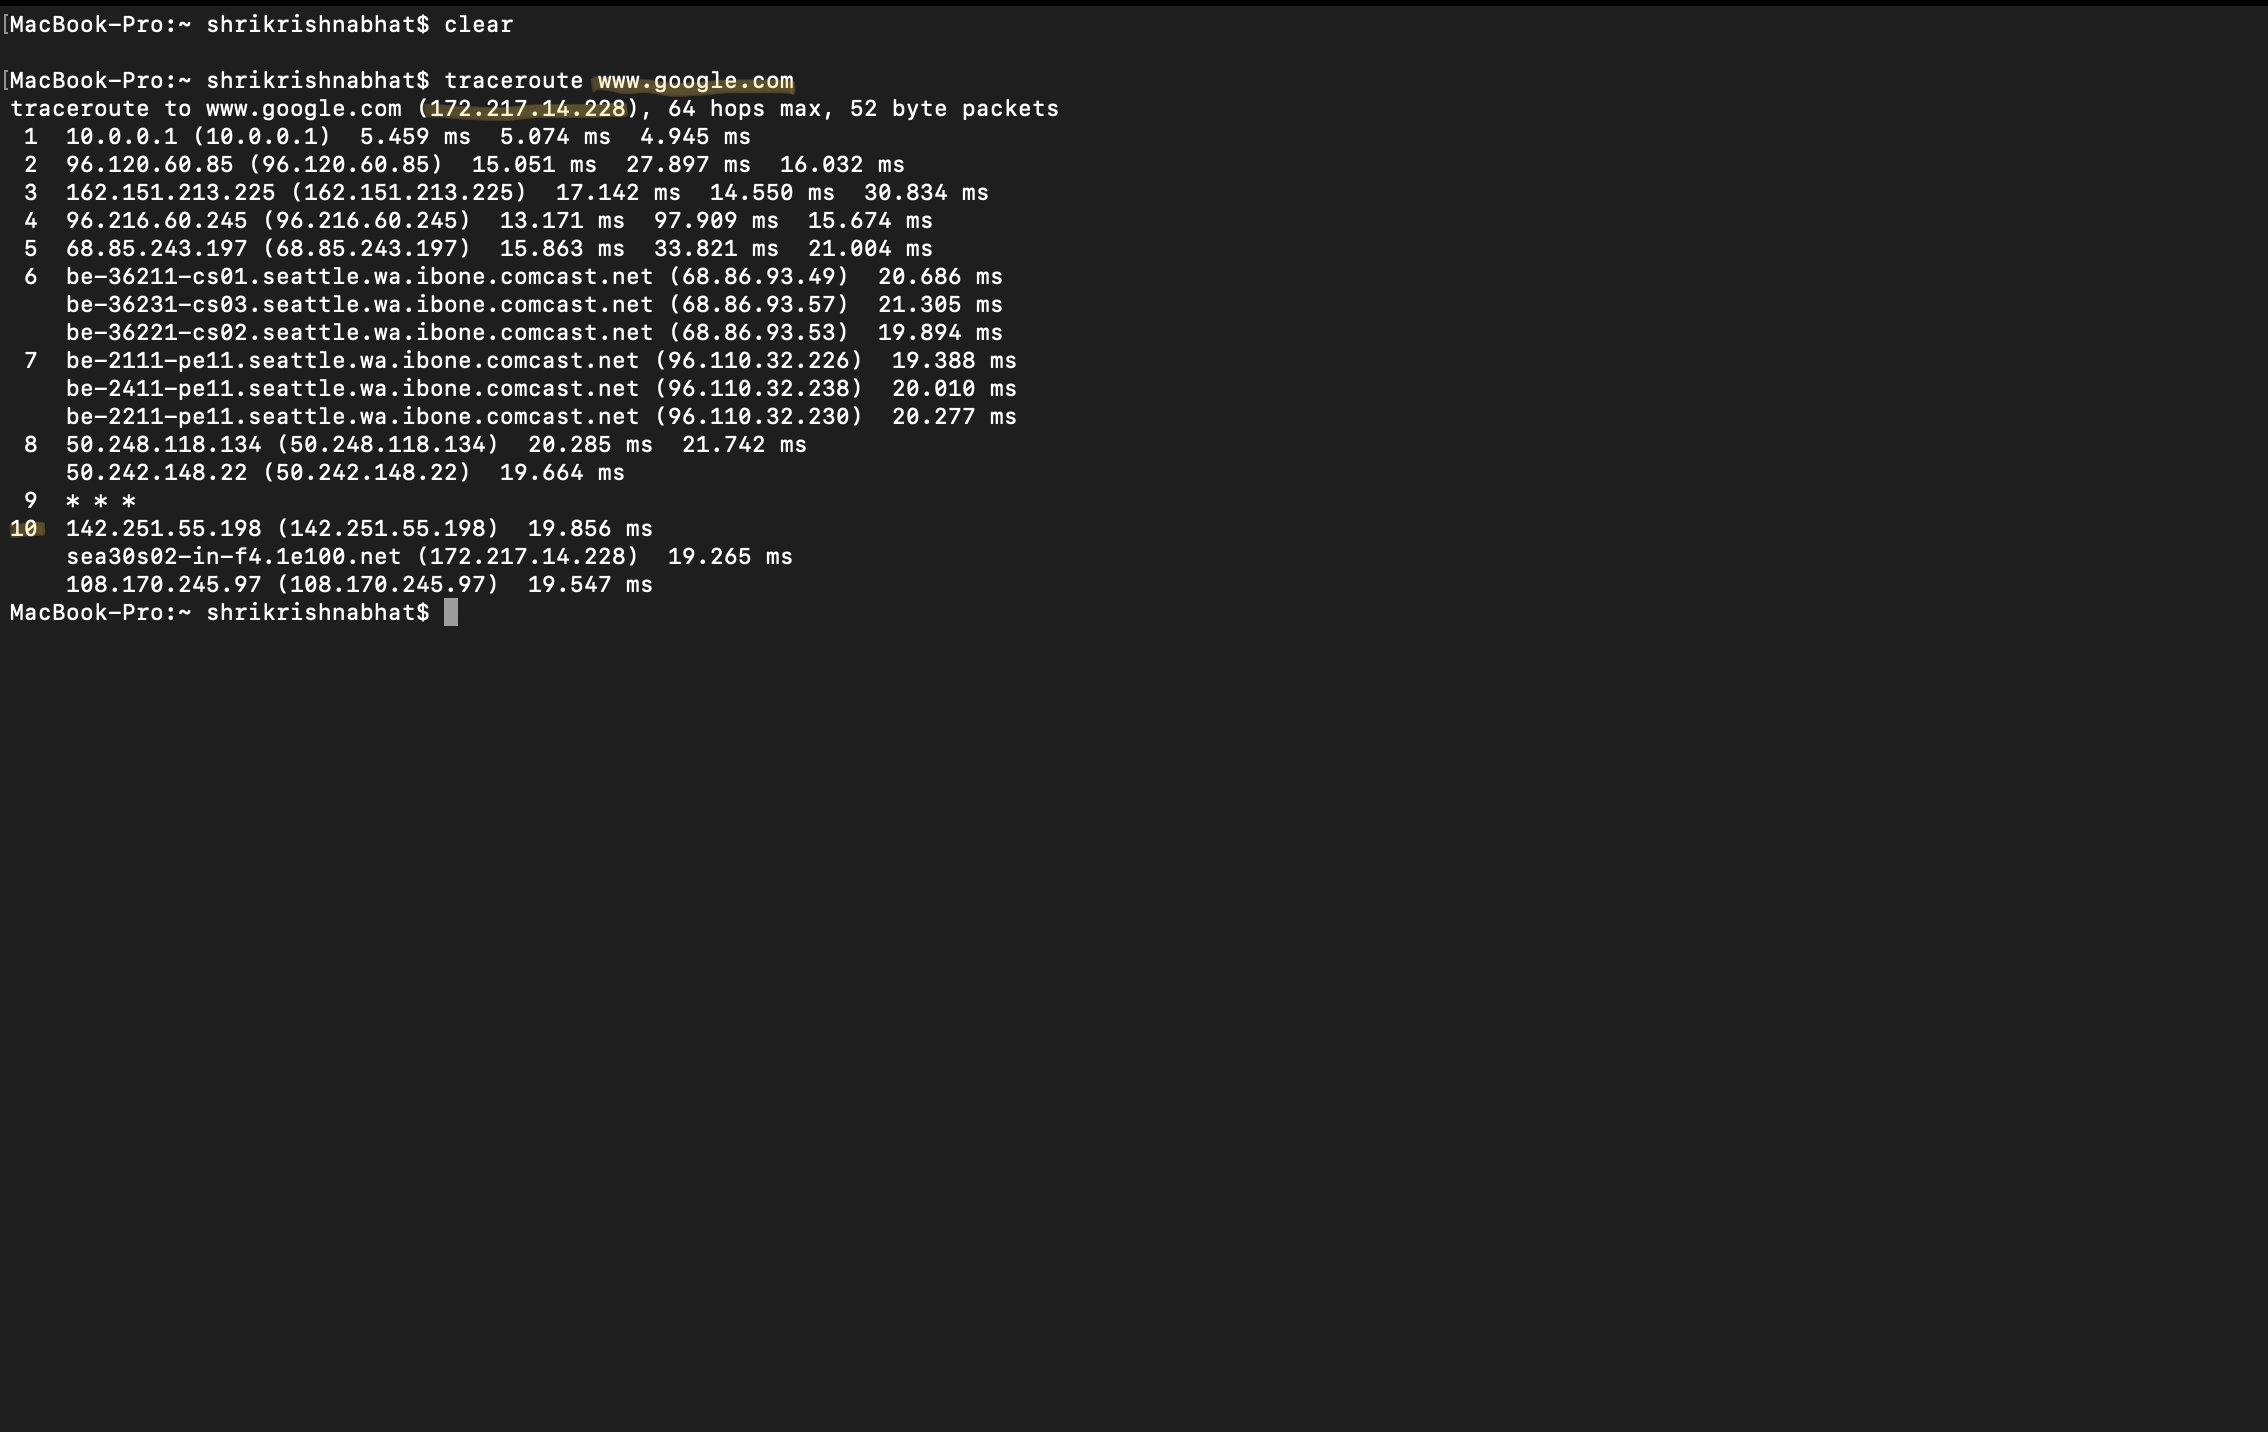 [MacBook-Pro:~ shrikrishnabhat$ clear
[MacBook-Pro:~ shrikrishnabhat$ traceroute www.google.com
traceroute to www.google.com (172.217.14.228), 64 hops max, 52 byte packets
 1  10.0.0.1 (10.0.0.1)  5.459 ms  5.074 ms  4.945 ms
 2  96.120.60.85 (96.120.60.85)  15.051 ms  27.897 ms  16.032 ms
 3  162.151.213.225 (162.151.213.225)  17.142 ms  14.550 ms  30.834 ms
 4  96.216.60.245 (96.216.60.245)  13.171 ms  97.909 ms  15.674 ms
 5  68.85.243.197 (68.85.243.197)  15.863 ms  33.821 ms  21.004 ms
 6  be-36211-cs01.seattle.wa.ibone.comcast.net (68.86.93.49)  20.686 ms
    be-36231-cs03.seattle.wa.ibone.comcast.net (68.86.93.57)  21.305 ms
    be-36221-cs02.seattle.wa.ibone.comcast.net (68.86.93.53)  19.894 ms
 7  be-2111-pe11.seattle.wa.ibone.comcast.net (96.110.32.226)  19.388 ms
    be-2411-pe11.seattle.wa.ibone.comcast.net (96.110.32.238)  20.010 ms
    be-2211-pe11.seattle.wa.ibone.comcast.net (96.110.32.230)  20.277 ms
 8  50.248.118.134 (50.248.118.134)  20.285 ms  21.742 ms
    50.242.148.22 (50.242.148.22)  19.664 ms
 9  * * *
10  142.251.55.198 (142.251.55.198)  19.856 ms
    sea30s02-in-f4.1e100.net (172.217.14.228)  19.265 ms
    108.170.245.97 (108.170.245.97)  19.547 ms
MacBook-Pro:~ shrikrishnabhat$